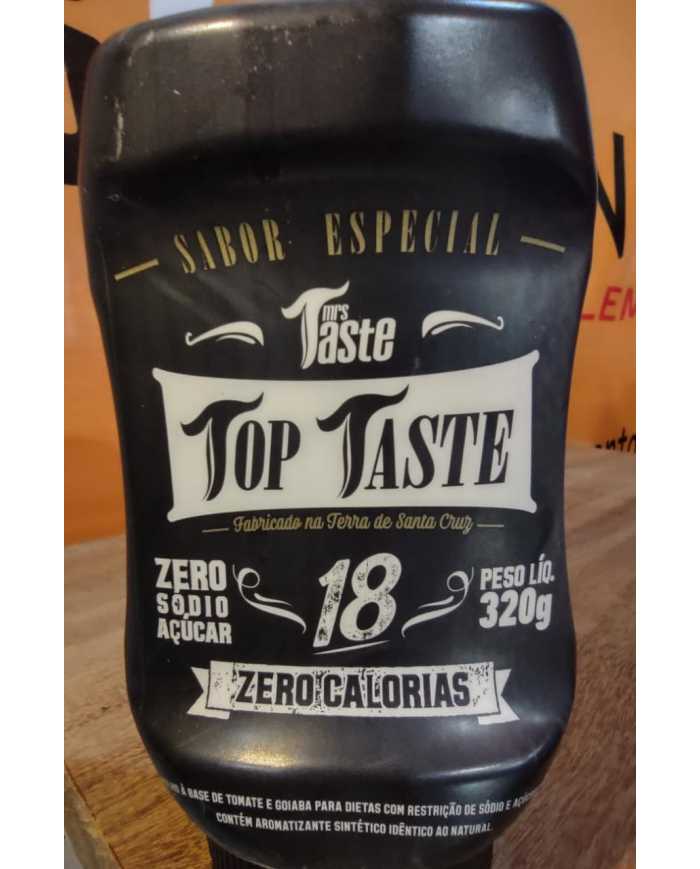 SABOR ESPECIAL
mrs
Taste
TOP TASTE
Fabricado na Terra de Santa Cruz
ZERO
SÓDIO
AÇÚCAR
18
PESO LÍQ.
320g
ZERO CALORIAS
À BASE DE TOMATE E GOIABA PARA DIETAS COM RESTRIÇÃO DE SÓDIO E
CONTÉM AROMATIZANTE SINTÉTICO IDÊNTICO AO NATURAL.